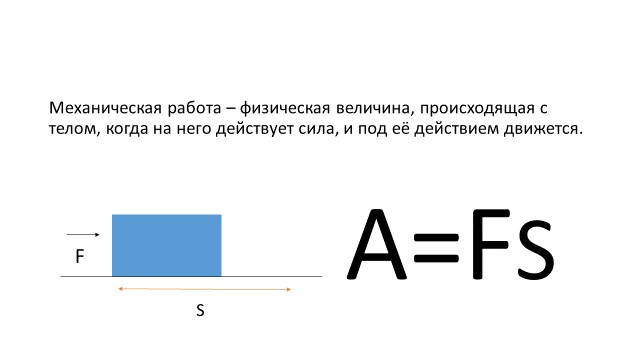 Механическая работа – физическая величина, происходящая с
телом, когда на него действует сила, и под её действием движется.
F
S
A=Fs